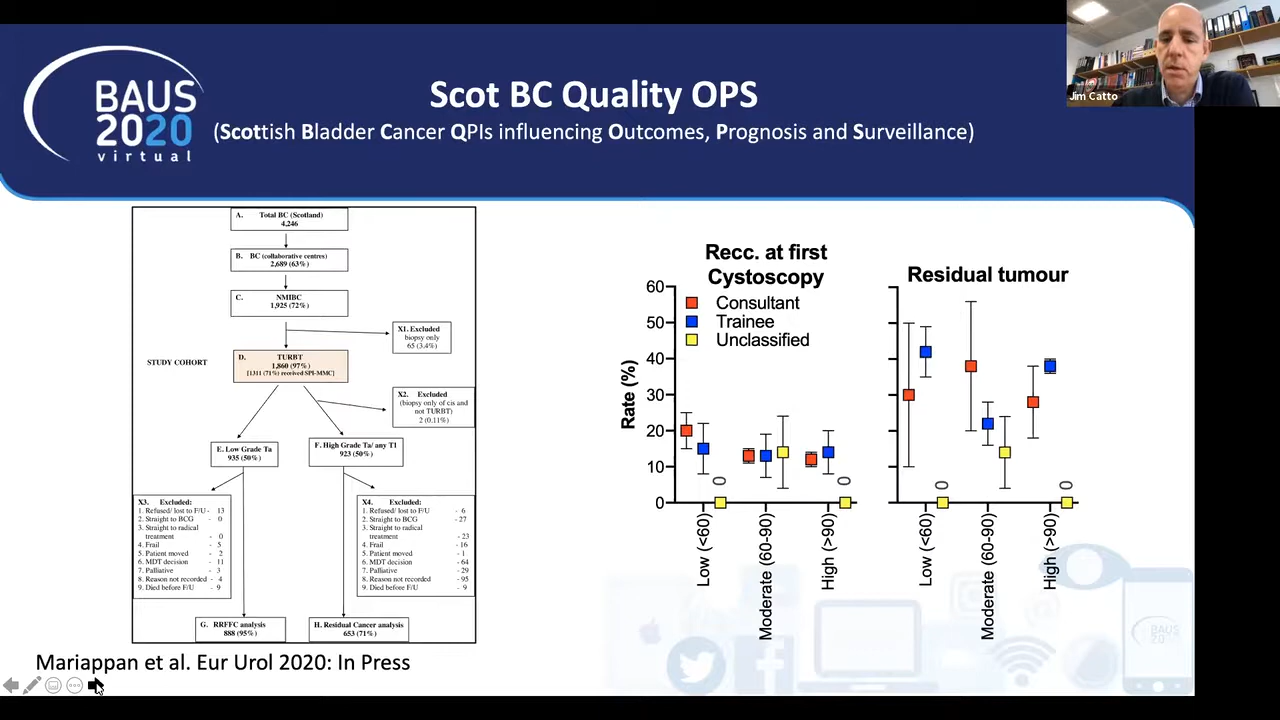 BAUS
2020
virtual
Scot BC Quality OPS
(Scottish Bladder Cancer QPIs influencing Outcomes, Prognosis and Surveillance)
Jim Catto
A. Total BC (Scotland)
4,246
B. BC (collaborative centres)
2,689 (63%)
C. NMIBC
1,925 (72%)
X1. Excluded
biopsy only
65 (3.4%)
STUDY COHORT
D. TURBT
1,860 (97%)
[1311 (71%) received SPI-MMC]
X2. Excluded
(biopsy only of cis and
not TURBT)
2 (0.11%)
E. Low Grade Ta
935 (50%)
F. High Grade Ta/ any T1
923 (50%)
X3. Excluded:
1. Refused/ lost to F/U - 13
2. Straight to BCG - 0
3. Straight to radical
treatment - 0
4. Frail - 5
5. Patient moved - 2
6. MDT decision - 11
7. Palliative - 3
8. Reason not recorded - 4
9. Died before F/U - 9
X4. Excluded:
1. Refused/ lost to F/U - 6
2. Straight to BCG - 27
3. Straight to radical
treatment - 23
4. Frail - 16
5. Patient moved - 1
6. MDT decision - 64
7. Palliative - 29
8. Reason not recorded - 95
9. Died before F/U - 9
G. RRFFC analysis
888 (95%)
H. Residual Cancer analysis
653 (71%)
Mariappan et al. Eur Urol 2020: In Press
Recc. at first
Cystoscopy
Consultant
Trainee
Unclassified
Rate (%)
60
50
40
30
20
10
0
0
0
Low (<60)
Moderate (60-90)
High (>90)
Residual tumour
0
0
Low (<60)
Moderate (60-90)
High (>90)
BAUS
20